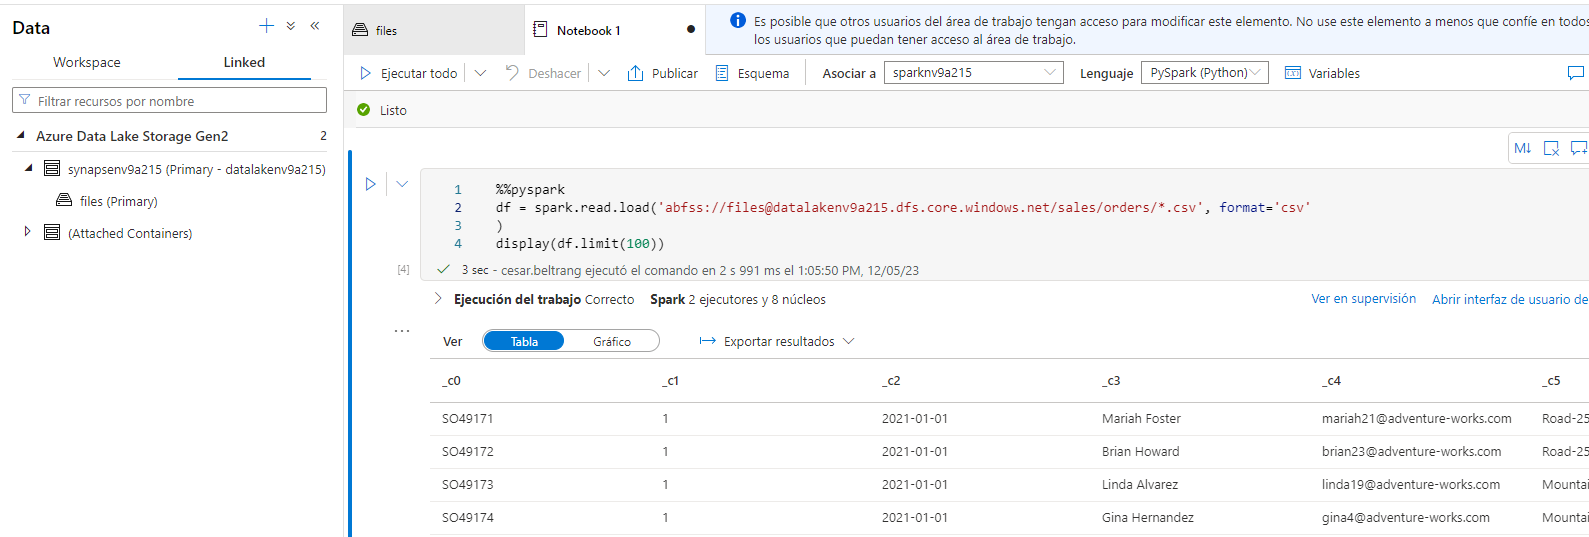 Data
Workspace
Linked
Filtrar recursos por nombre
Azure Data Lake Storage Gen2 2
synapsenv9a215 (Primary - datalakenv9a215)
files (Primary)
(Attached Containers)
files
Notebook 1
Es posible que otros usuarios del área de trabajo tengan acceso para modificar este elemento. No use este elemento a menos que confíe en todos
los usuarios que puedan tener acceso al área de trabajo.
Ejecutar todo Deshacer Publicar Esquema Asociar a sparknv9a215 Lenguaje PySpark (Python) Variables
Listo
M↓
1 %%pyspark
2 df = spark.read.load('abfss://files@datalakenv9a215.dfs.core.windows.net/sales/orders/*.csv', format='csv'
3 )
4 display(df.limit(100))
[4] 3 sec - cesar.beltrang ejecutó el comando en 2 s 991 ms el 1:05:50 PM, 12/05/23
Ejecución del trabajo Correcto Spark 2 ejecutores y 8 núcleos Ver en supervisión Abrir interfaz de usuario de
Ver Tabla Gráfico Exportar resultados
_c0 _c1 _c2 _c3 _c4 _c5
SO49171 1 2021-01-01 Mariah Foster mariah21@adventure-works.com Road-25
SO49172 1 2021-01-01 Brian Howard brian23@adventure-works.com Road-25
SO49173 1 2021-01-01 Linda Alvarez linda19@adventure-works.com Mountai
SO49174 1 2021-01-01 Gina Hernandez gina4@adventure-works.com Mountai